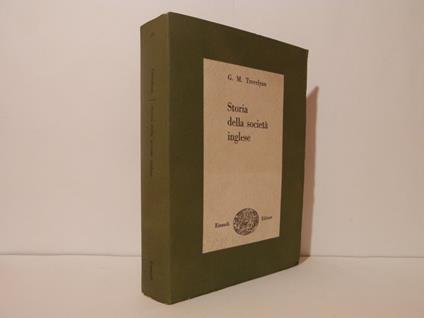 G. M. Trevelyan
Storia
della società
inglese
Einaudi Editore